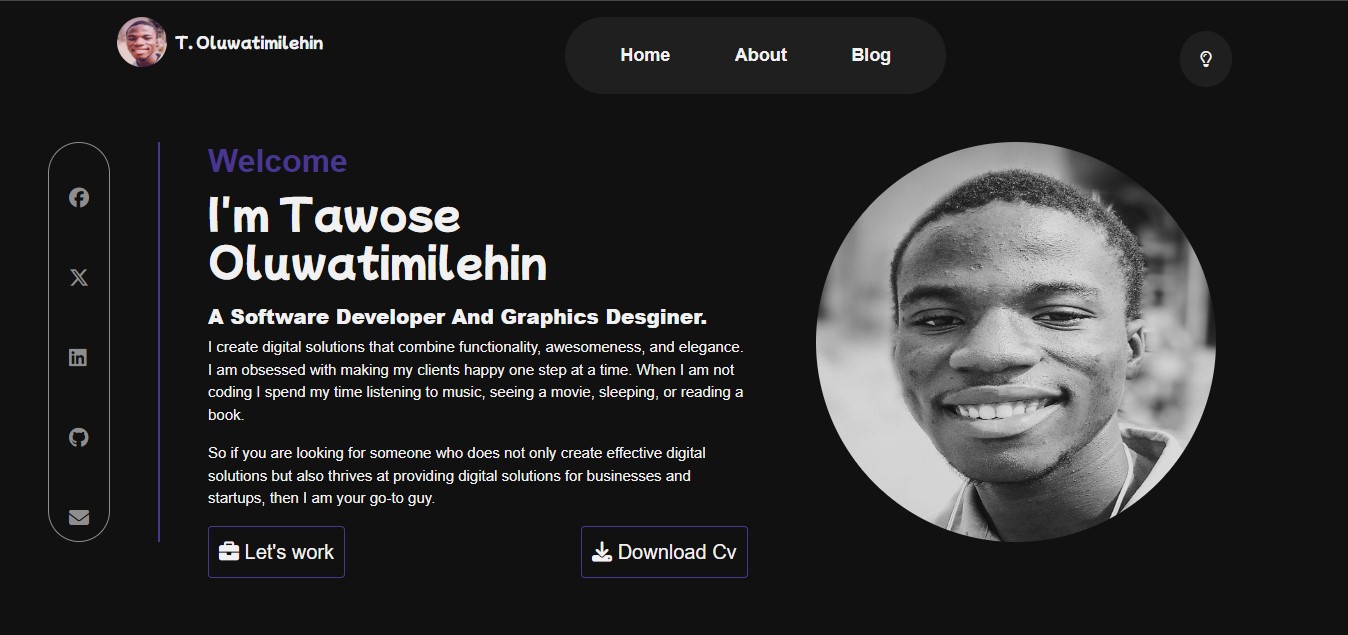 T. Oluwatimilehin
Home
About
Blog
Welcome
I'm Tawose
Oluwatimilehin
A Software Developer And Graphics Desginer.
I create digital solutions that combine functionality, awesomeness, and elegance.
I am obsessed with making my clients happy one step at a time. When I am not
coding I spend my time listening to music, seeing a movie, sleeping, or reading a
book.
So if you are looking for someone who does not only create effective digital
solutions but also thrives at providing digital solutions for businesses and
startups, then I am your go-to guy.
Let's work
Download Cv